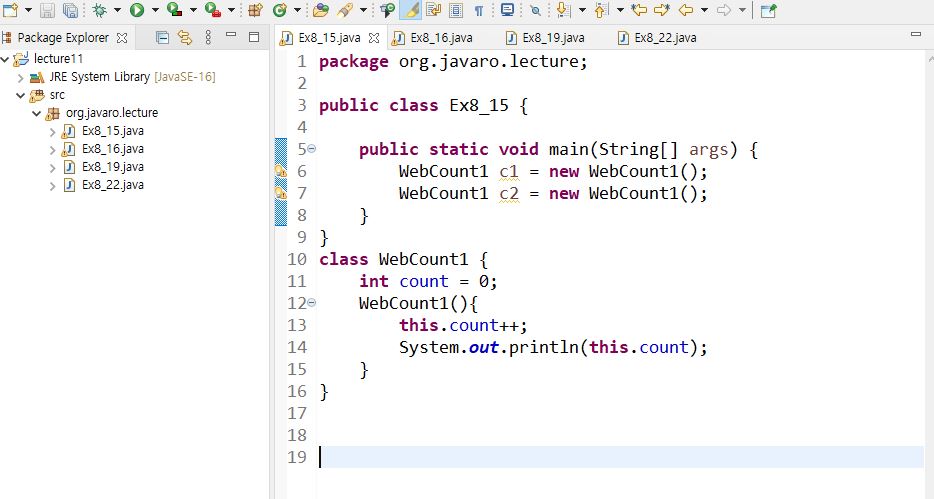 Package Explorer
lecture11
JRE System Library [JavaSE-16]
src
org.javaro.lecture
Ex8_15.java
Ex8_16.java
Ex8_19.java
Ex8_22.java
Ex8_15.java Ex8_16.java Ex8_19.java Ex8_22.java
1 package org.javaro.lecture;
2
3 public class Ex8_15 {
4
5 public static void main(String[] args) {
6 WebCount1 c1 = new WebCount1();
7 WebCount1 c2 = new WebCount1();
8 }
9 }
10 class WebCount1 {
11 int count = 0;
12 WebCount1(){
13 this.count++;
14 System.out.println(this.count);
15 }
16 }
17
18
19